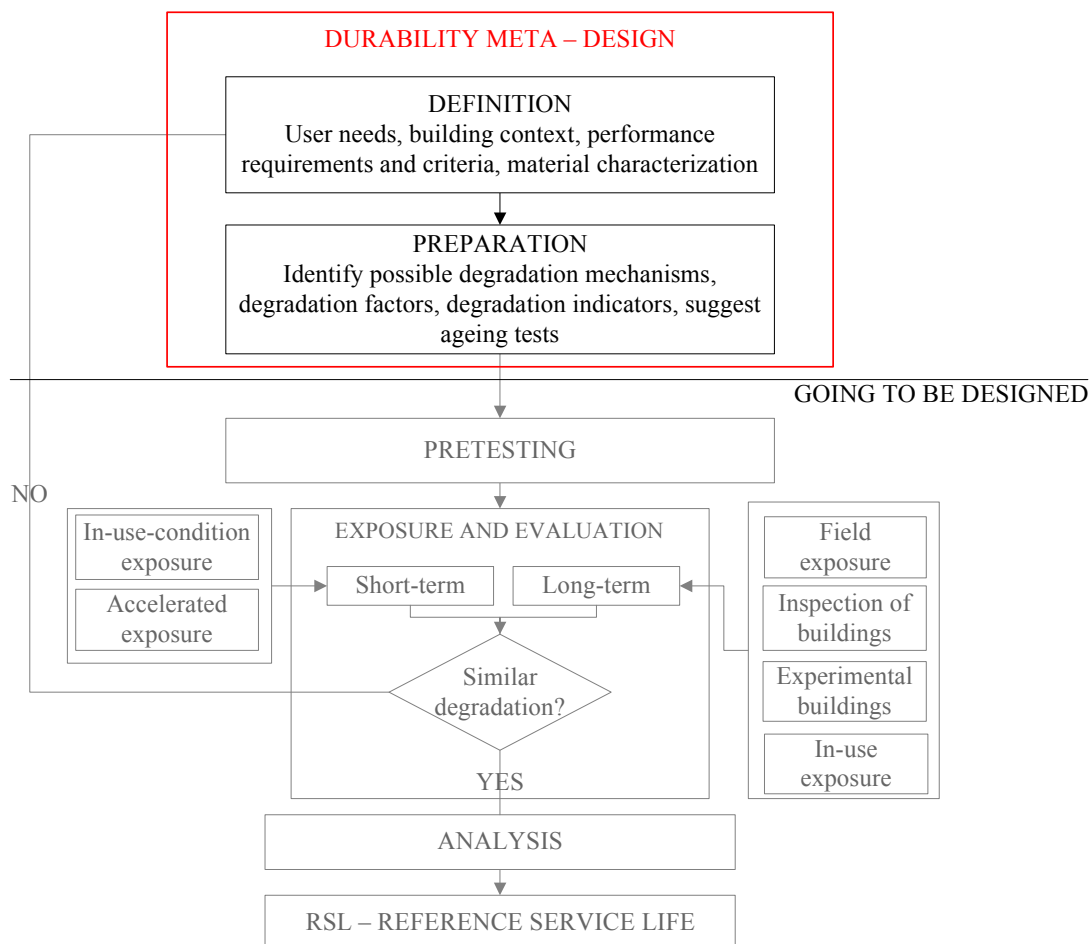 DURABILITY META – DESIGN
DEFINITION
User needs, building context, performance
requirements and criteria, material characterization
PREPARATION
Identify possible degradation mechanisms,
degradation factors, degradation indicators, suggest
ageing tests
GOING TO BE DESIGNED
PRETESTING
NO
In-use-condition
exposure
Accelerated
exposure
EXPOSURE AND EVALUATION
Short-term
Long-term
Field
exposure
Inspection of
buildings
Experimental
buildings
In-use
exposure
Similar
degradation?
YES
ANALYSIS
RSL – REFERENCE SERVICE LIFE